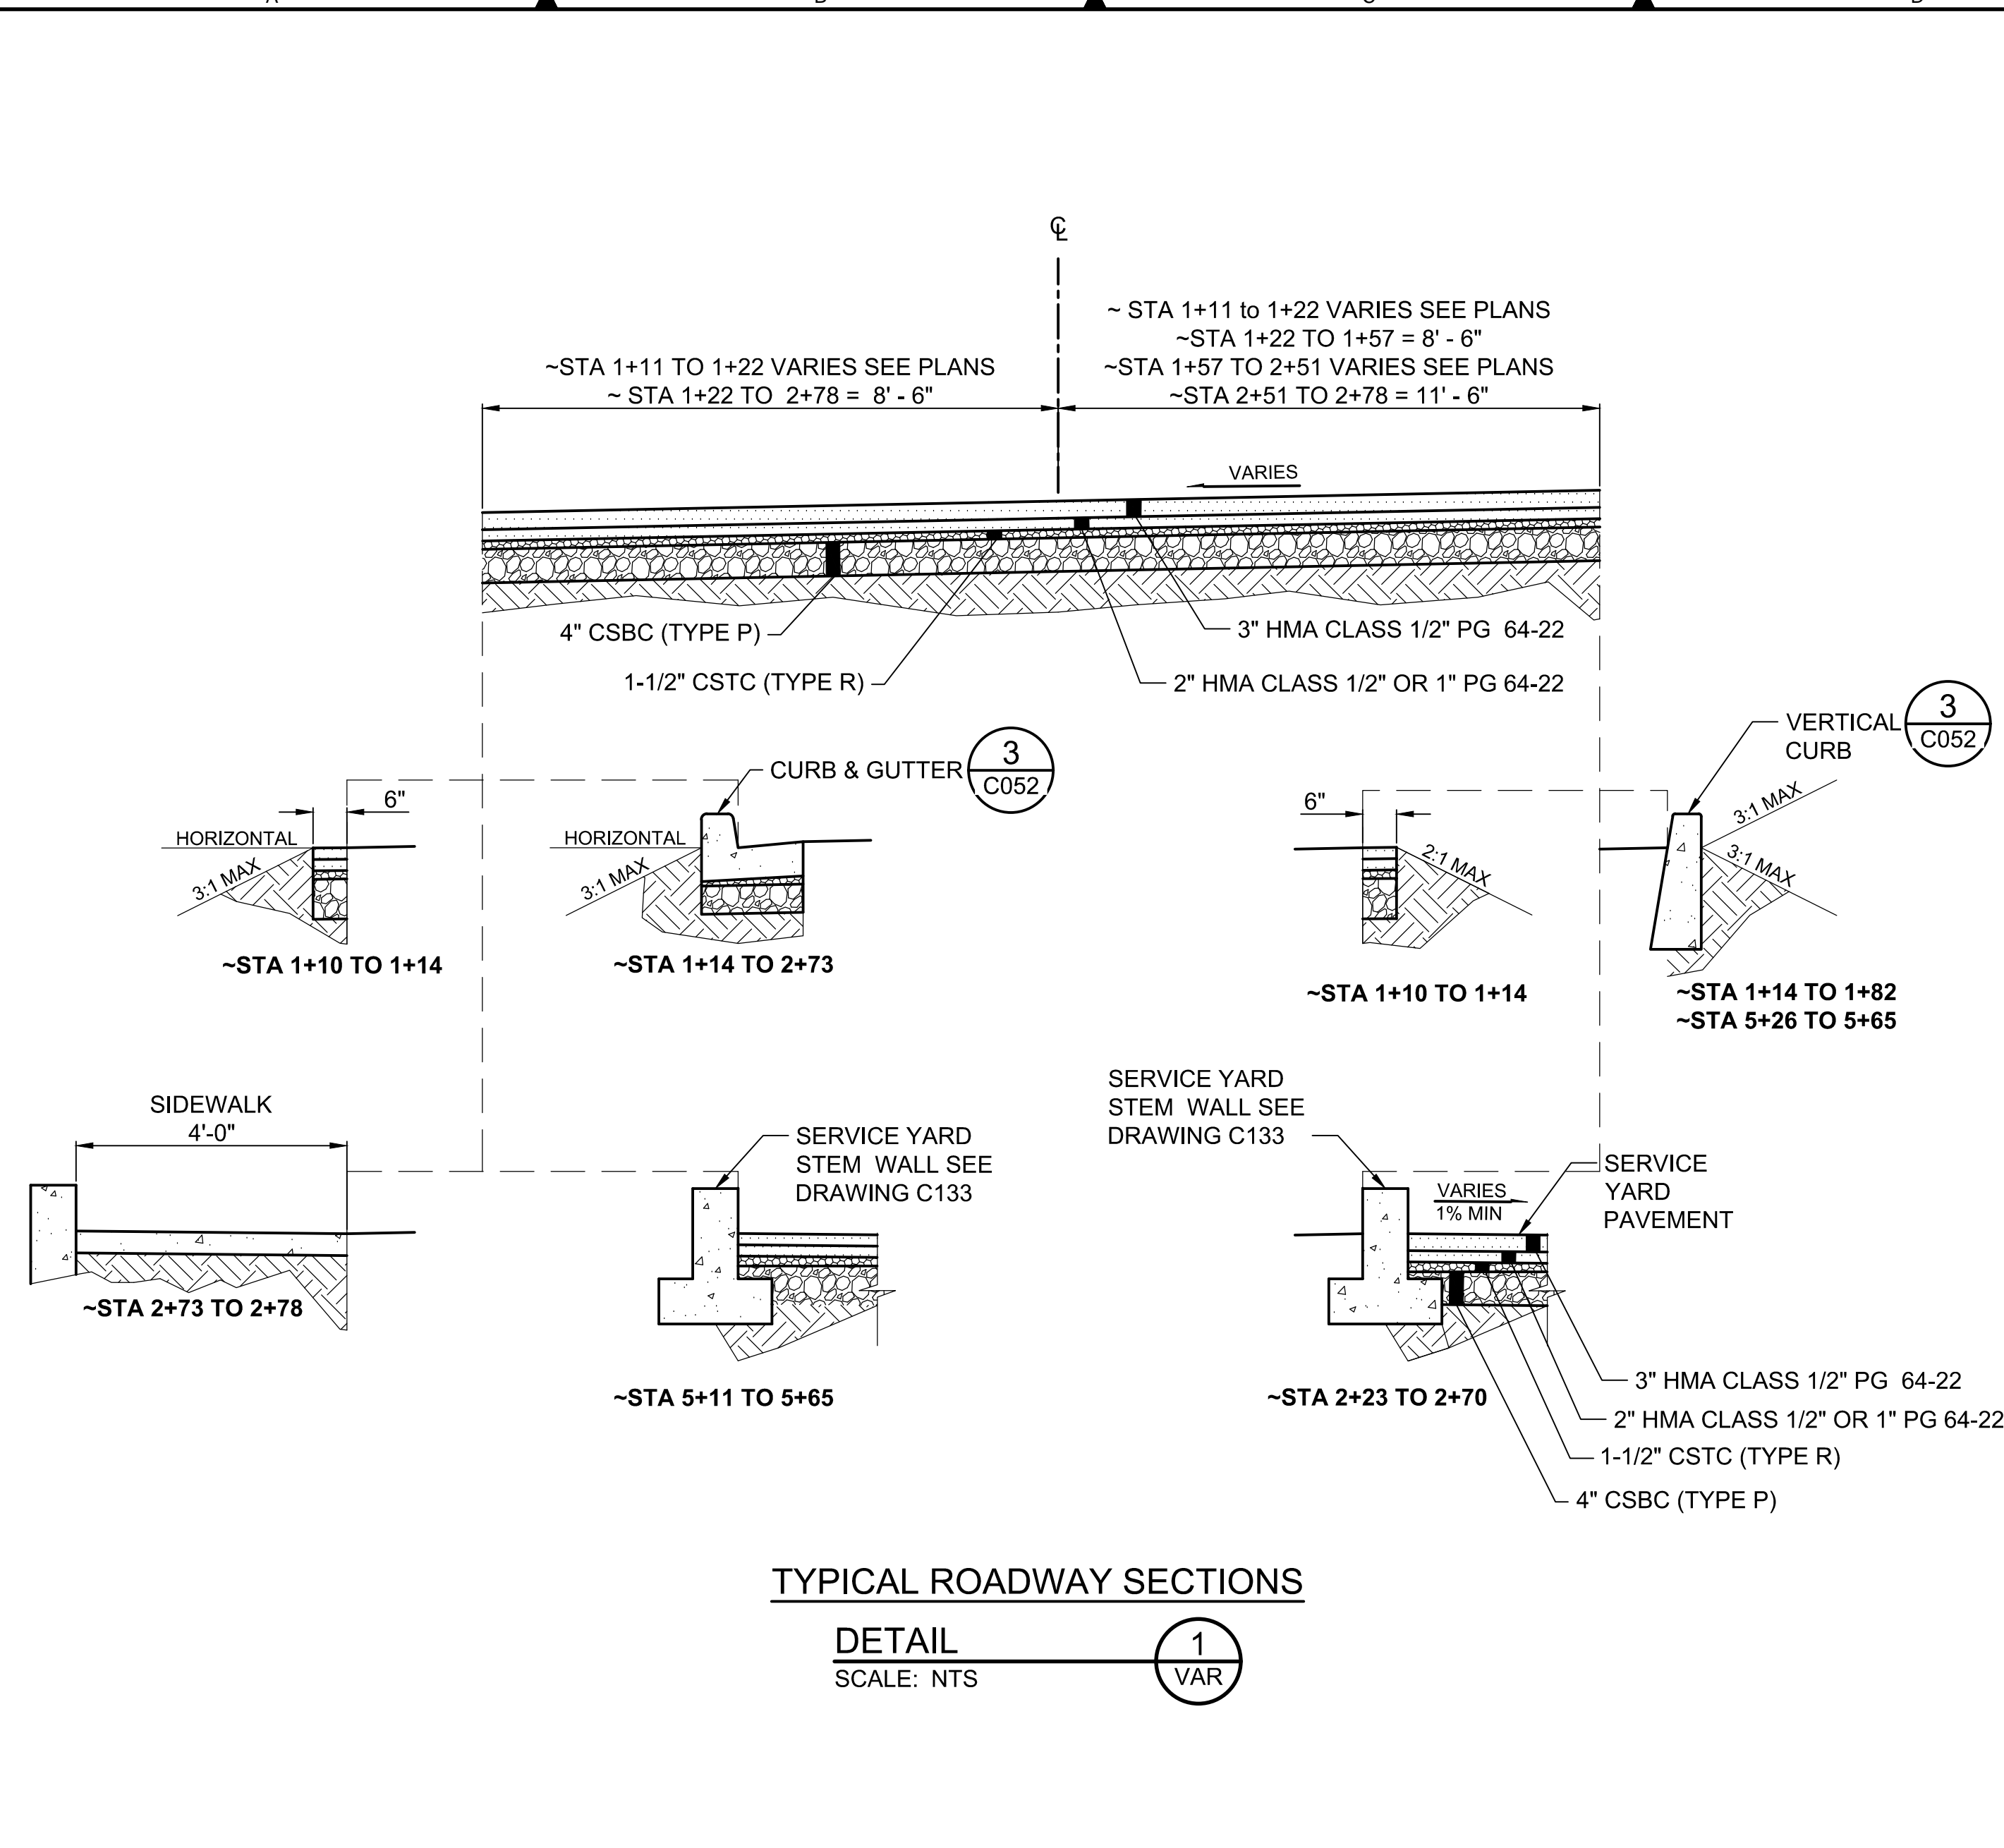 ℄
~ STA 1+11 to 1+22 VARIES SEE PLANS
~STA 1+22 TO 1+57 = 8' - 6"
~STA 1+57 TO 2+51 VARIES SEE PLANS
~STA 2+51 TO 2+78 = 11' - 6"
~STA 1+11 TO 1+22 VARIES SEE PLANS
~ STA 1+22 TO 2+78 = 8' - 6"
VARIES
4" CSBC (TYPE P)
1-1/2" CSTC (TYPE R)
3" HMA CLASS 1/2" PG 64-22
2" HMA CLASS 1/2" OR 1" PG 64-22
6"
HORIZONTAL
3:1 MAX
~STA 1+10 TO 1+14
CURB & GUTTER
3
C052
HORIZONTAL
3:1 MAX
~STA 1+14 TO 2+73
6"
2:1 MAX
~STA 1+10 TO 1+14
VERTICAL
CURB
3
C052
3:1 MAX
3:1 MAX
~STA 1+14 TO 1+82
~STA 5+26 TO 5+65
SIDEWALK
4'-0"
~STA 2+73 TO 2+78
SERVICE YARD
STEM WALL SEE
DRAWING C133
~STA 5+11 TO 5+65
SERVICE YARD
STEM WALL SEE
DRAWING C133
VARIES
1% MIN
SERVICE
YARD
PAVEMENT
~STA 2+23 TO 2+70
3" HMA CLASS 1/2" PG 64-22
2" HMA CLASS 1/2" OR 1" PG 64-22
1-1/2" CSTC (TYPE R)
4" CSBC (TYPE P)
TYPICAL ROADWAY SECTIONS
DETAIL
SCALE: NTS
1
VAR